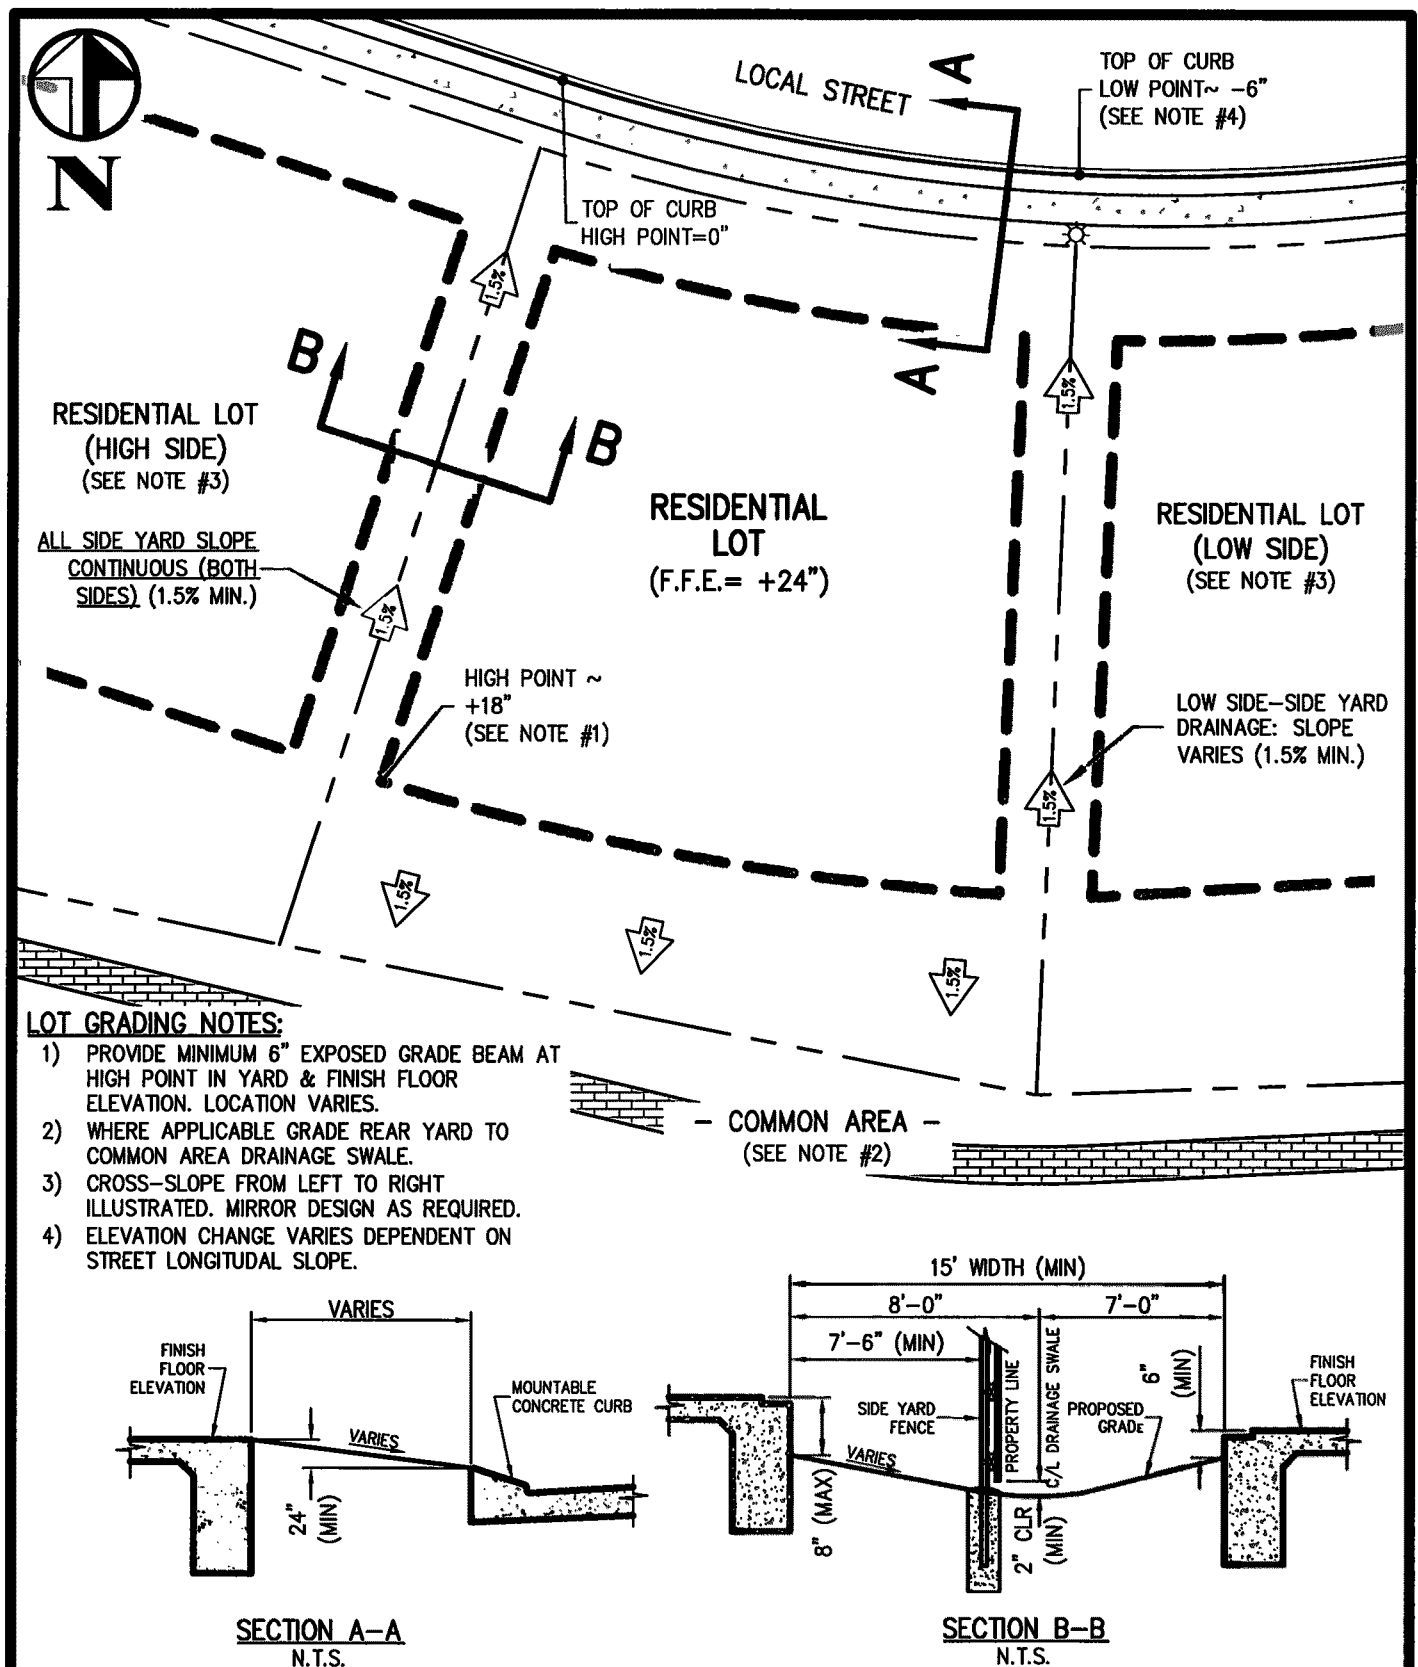 N
LOCAL STREET
A
A
TOP OF CURB
LOW POINT~ -6"
(SEE NOTE #4)
TOP OF CURB
HIGH POINT=0"
1.5%
1.5%
B
B
RESIDENTIAL LOT
(HIGH SIDE)
(SEE NOTE #3)
RESIDENTIAL
LOT
(F.F.E.= +24")
RESIDENTIAL LOT
(LOW SIDE)
(SEE NOTE #3)
ALL SIDE YARD SLOPE
CONTINUOUS (BOTH
SIDES) (1.5% MIN.)
1.5%
HIGH POINT ~
+18"
(SEE NOTE #1)
LOW SIDE-SIDE YARD
DRAINAGE: SLOPE
VARIES (1.5% MIN.)
1.5%
1.5%
1.5%
1.5%
LOT GRADING NOTES:
1) PROVIDE MINIMUM 6" EXPOSED GRADE BEAM AT
HIGH POINT IN YARD & FINISH FLOOR
ELEVATION. LOCATION VARIES.
2) WHERE APPLICABLE GRADE REAR YARD TO
COMMON AREA DRAINAGE SWALE.
3) CROSS-SLOPE FROM LEFT TO RIGHT
ILLUSTRATED. MIRROR DESIGN AS REQUIRED.
4) ELEVATION CHANGE VARIES DEPENDENT ON
STREET LONGITUDAL SLOPE.
- COMMON AREA -
(SEE NOTE #2)
VARIES
FINISH
FLOOR
ELEVATION
MOUNTABLE
CONCRETE CURB
VARIES
24"
(MIN)
SECTION A-A
N.T.S.
15' WIDTH (MIN)
8'-0"
7'-0"
7'-6" (MIN)
SIDE YARD
FENCE
PROPERTY LINE
C/L DRAINAGE SWALE
PROPOSED
GRADE
6"
(MIN)
FINISH
FLOOR
ELEVATION
VARIES
8" (MAX)
2" CLR
(MIN)
SECTION B-B
N.T.S.